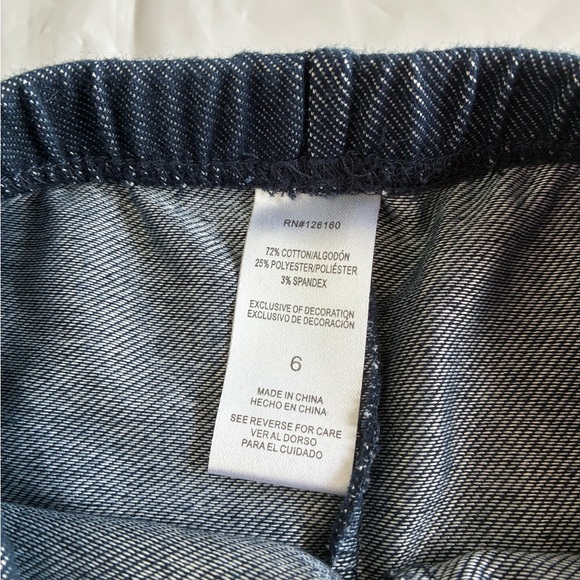 RN#126160
72% COTTON/ALGODÓN
25% POLYESTER/POLIÉSTER
3% SPANDEX
EXCLUSIVE OF DECORATION
EXCLUSIVO DE DECORACIÓN
6
MADE IN CHINA
HECHO EN CHINA
SEE REVERSE FOR CARE
VER AL DORSO
PARA EL CUIDADO